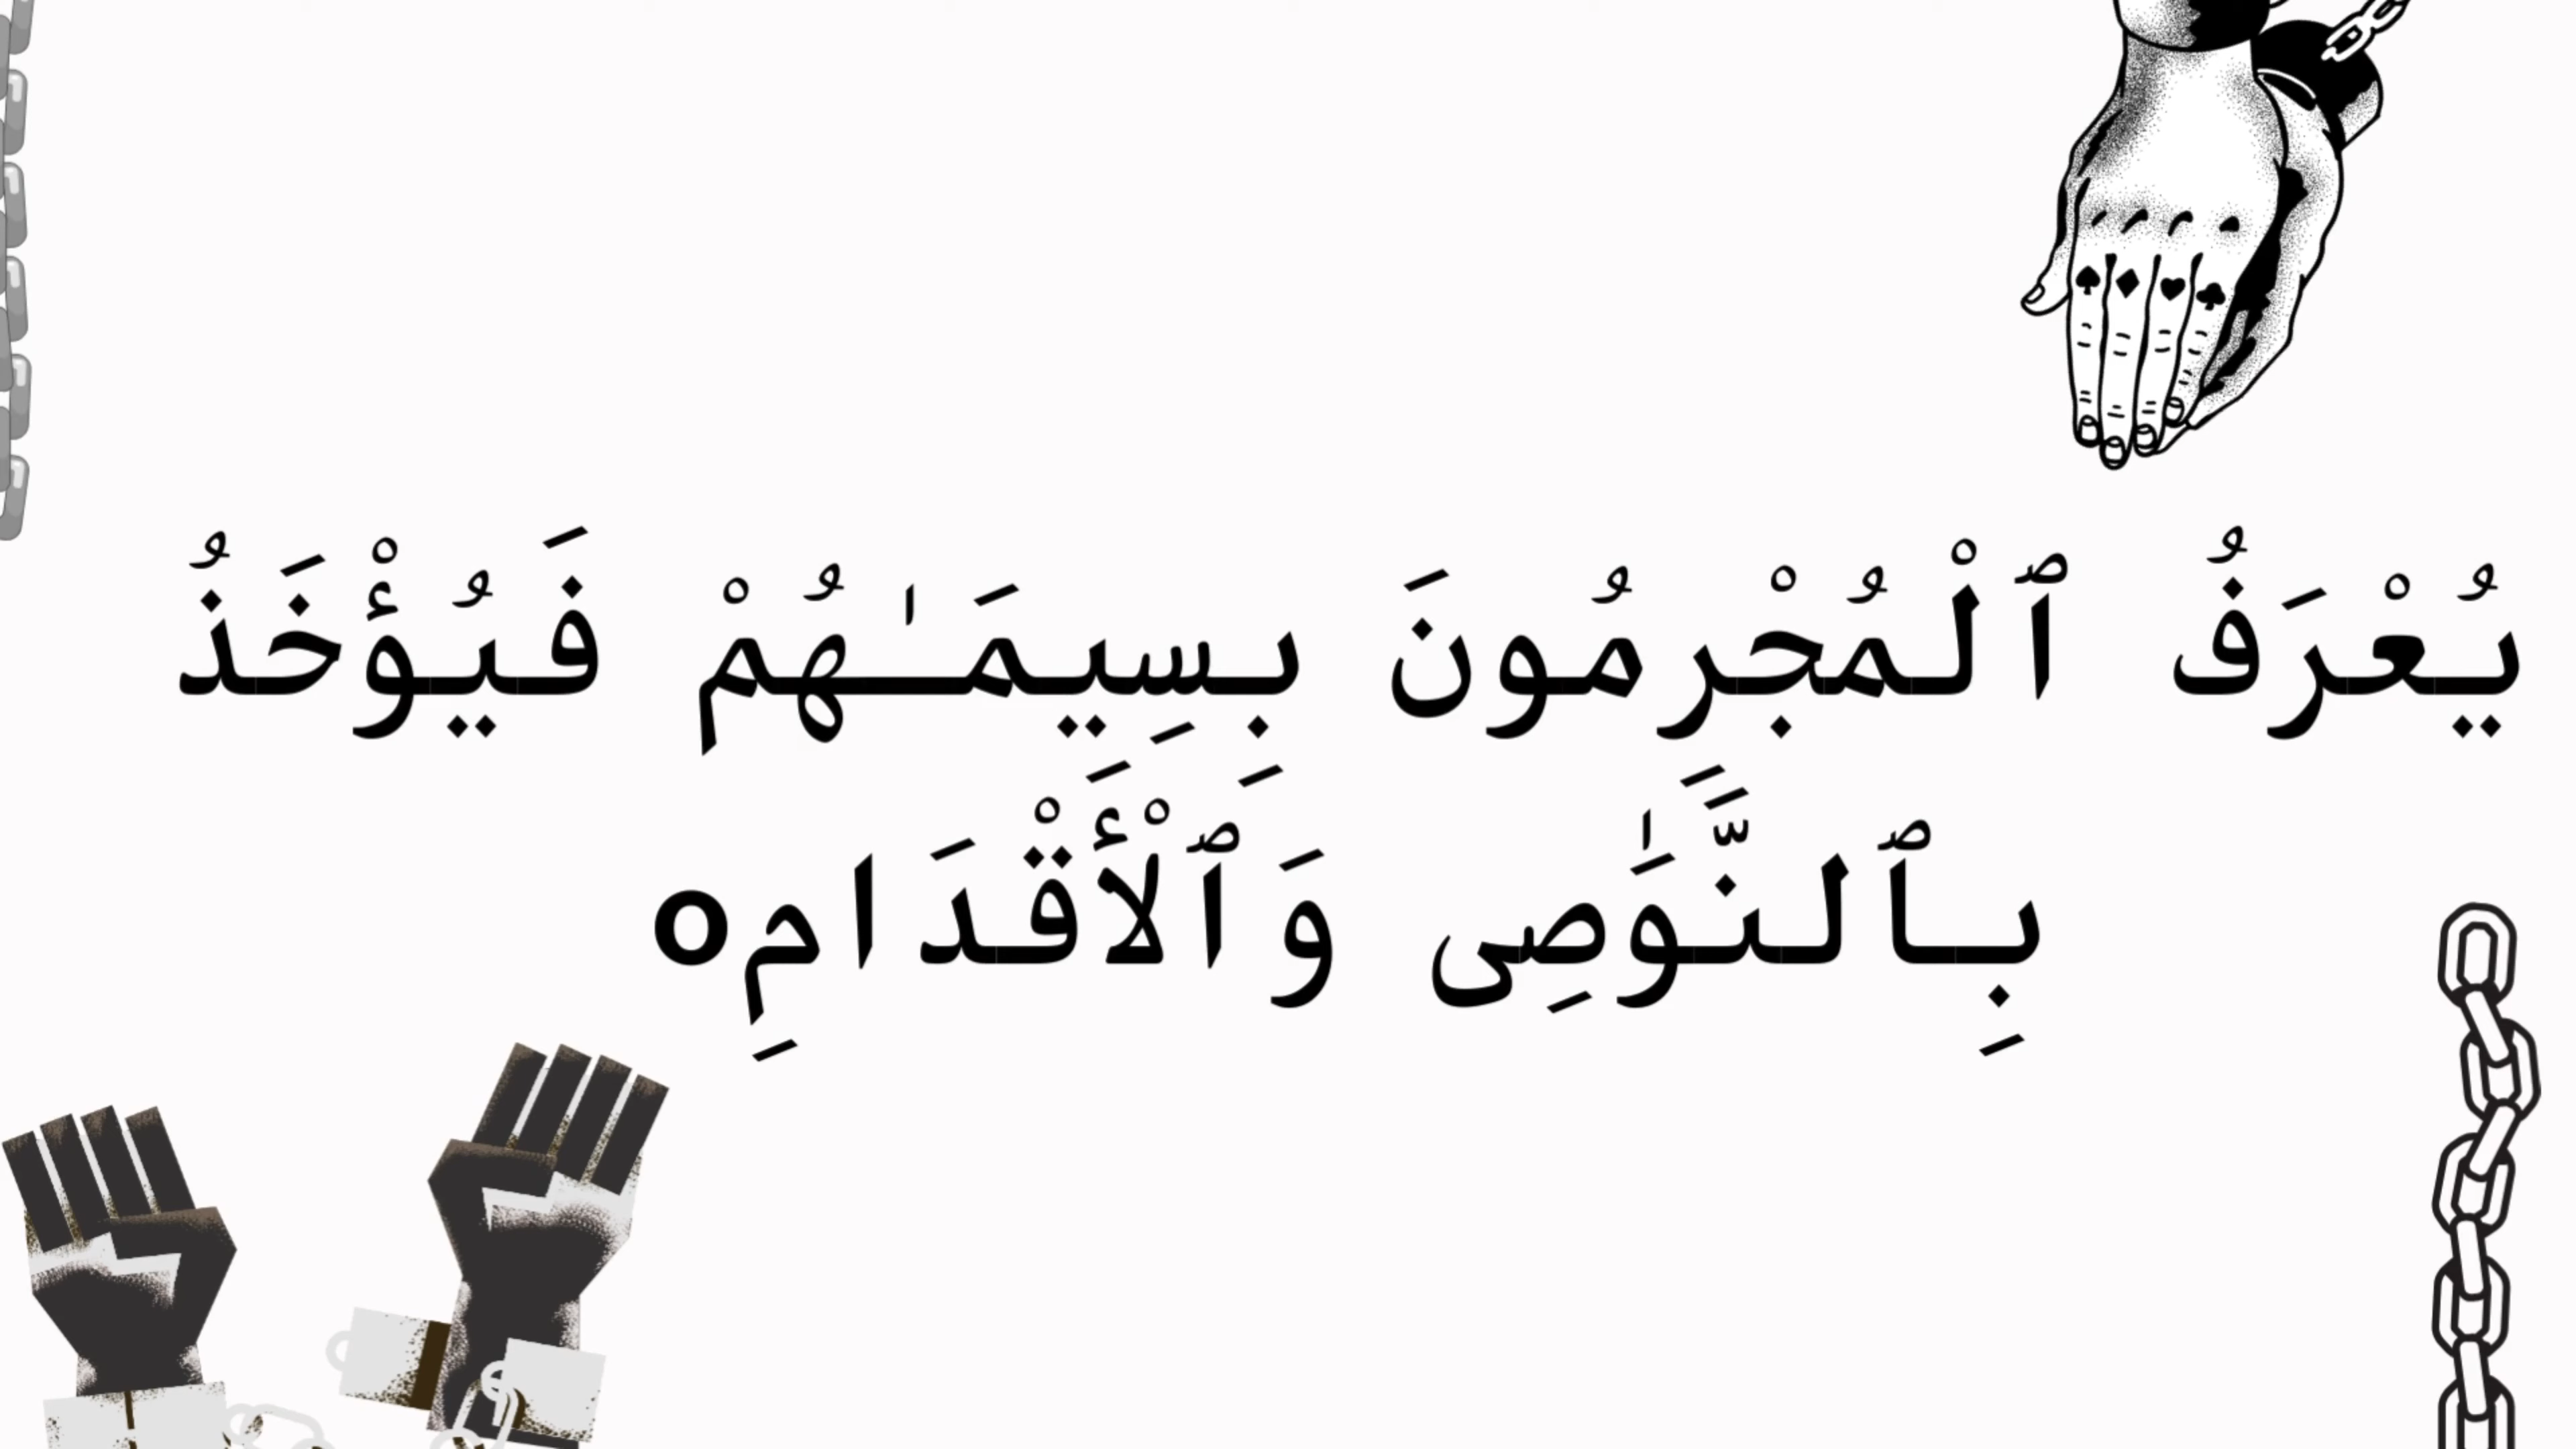 يُعْرَفُ ٱلْمُجْرِمُونَ بِسِيمَـٰهُمْ فَيُؤْخَذُ
بِٱلنَّوَٰصِى وَٱلْأَقْدَامِo